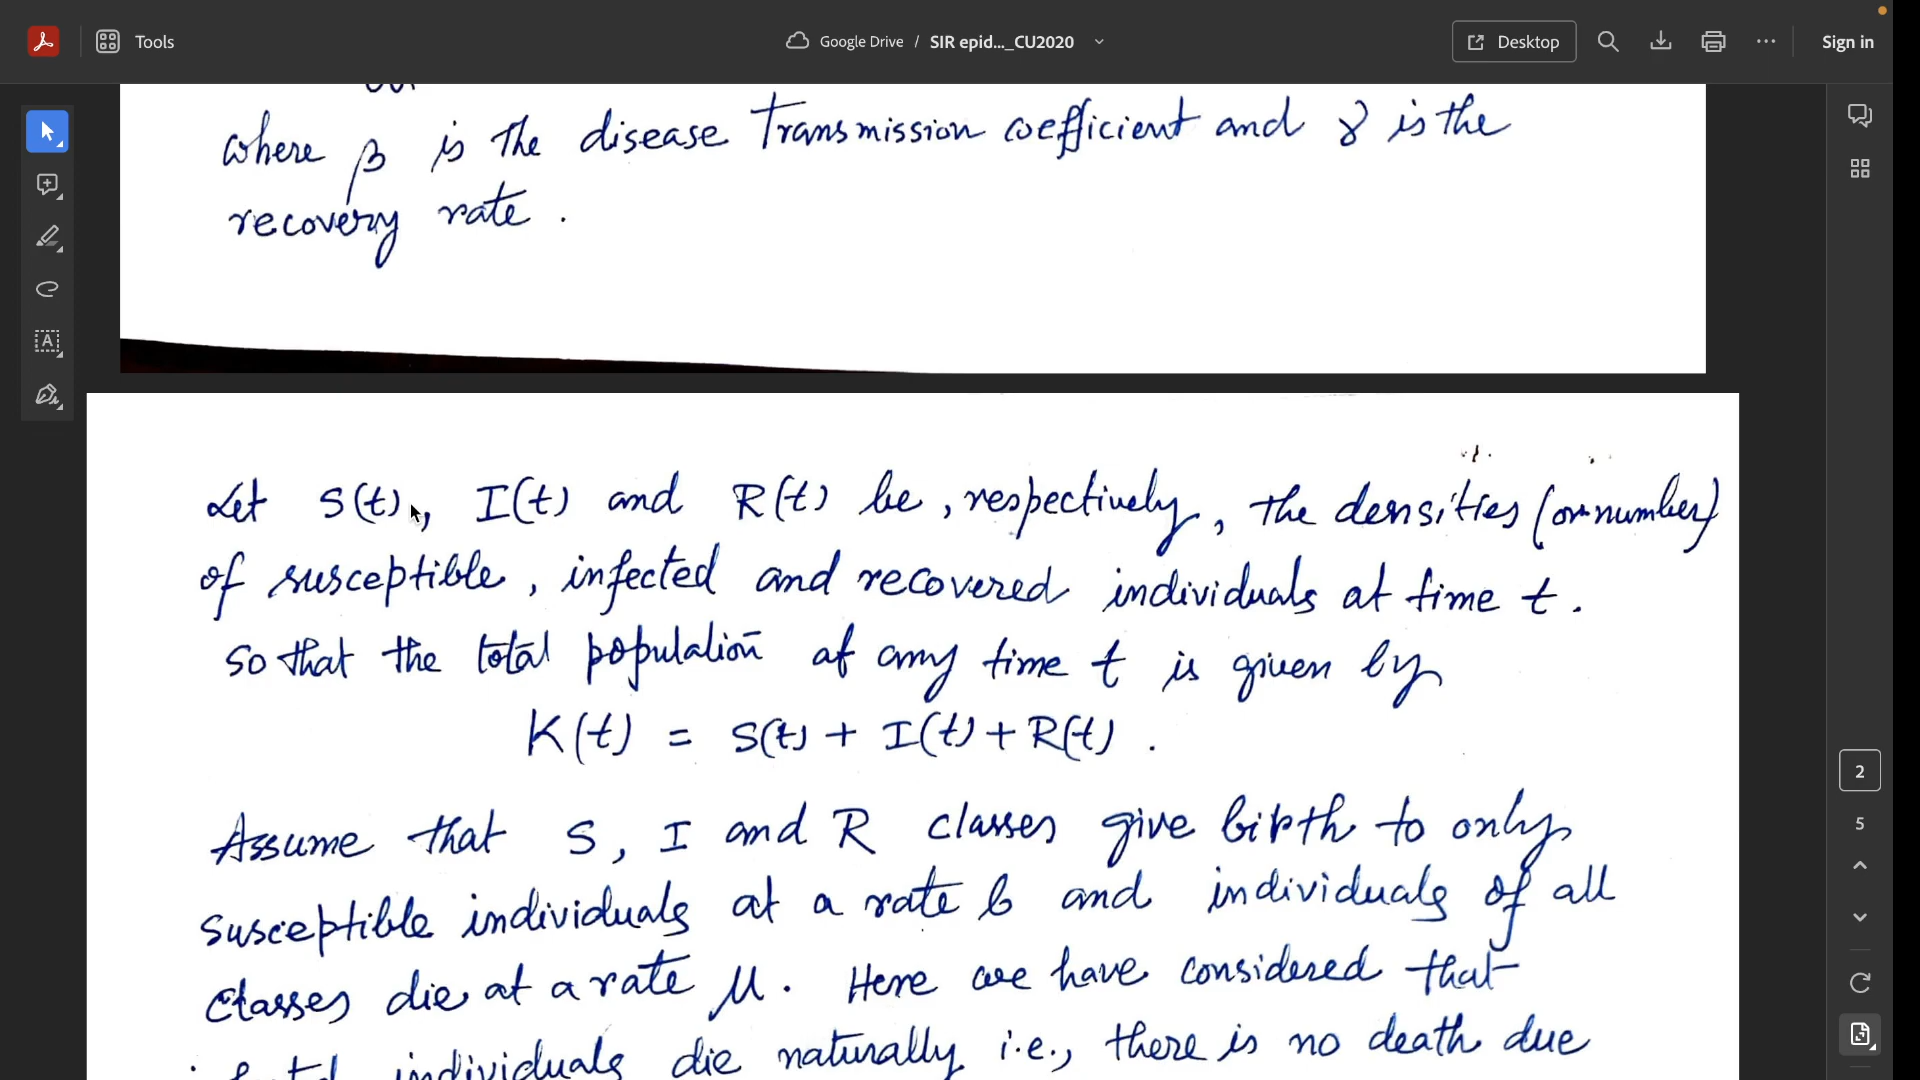 Tools
Google Drive / SIR epid..._CU2020
Desktop
Sign in
where β is the disease Transmission coefficient and γ is the
recovery rate .
Let S(t), I(t) and R(t) be, respectively, the densities (or number)
of susceptible, infected and recovered individuals at time t.
so that the total population at any time t is given by
K(t) = S(t) + I(t) + R(t) .
Assume that S, I and R classes give birth to only
susceptible individuals at a rate b and individuals of all
classes die at a rate μ. Here we have considered that
individuals die naturally i.e., there is no death due
2
5